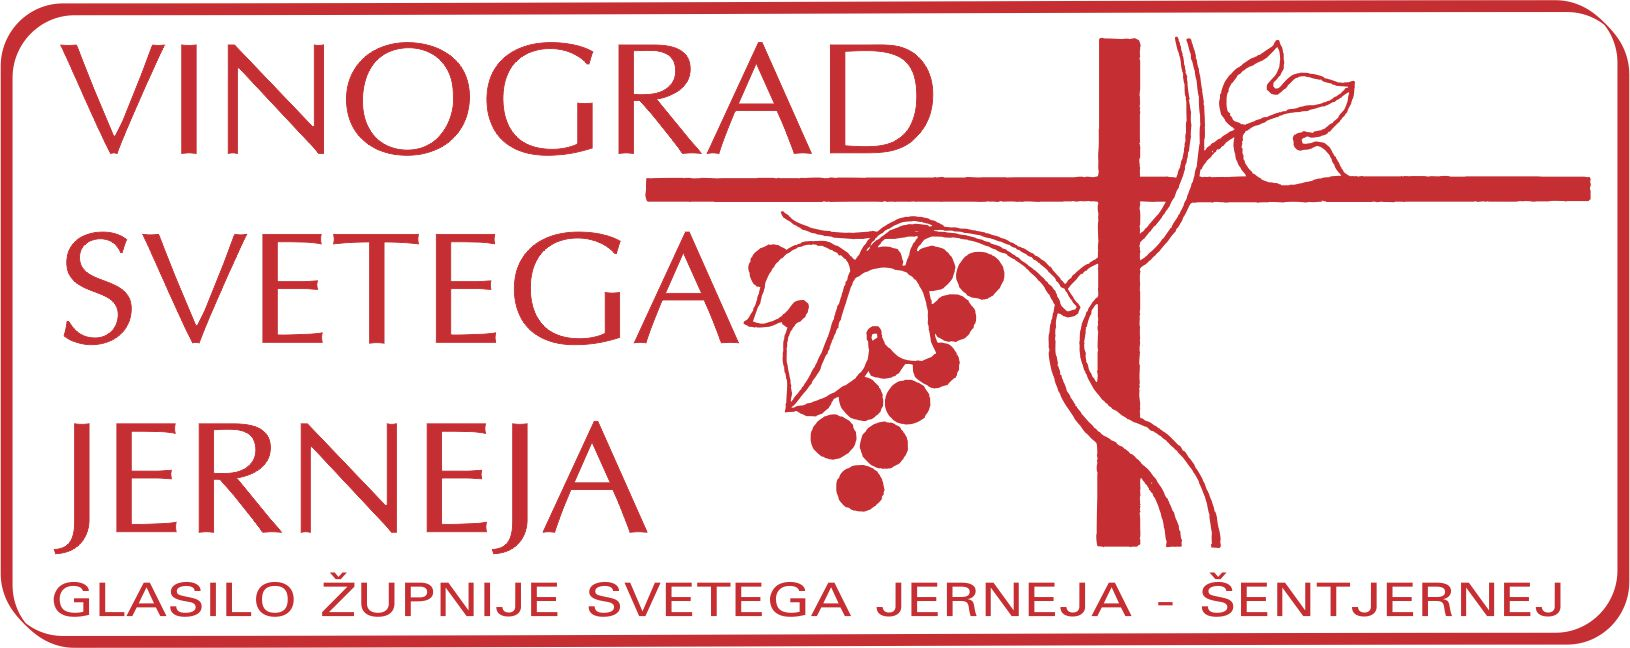 VINOGRAD
SVETEGA
JERNEJA
GLASILO ŽUPNIJE SVETEGA JERNEJA - ŠENTJERNEJ